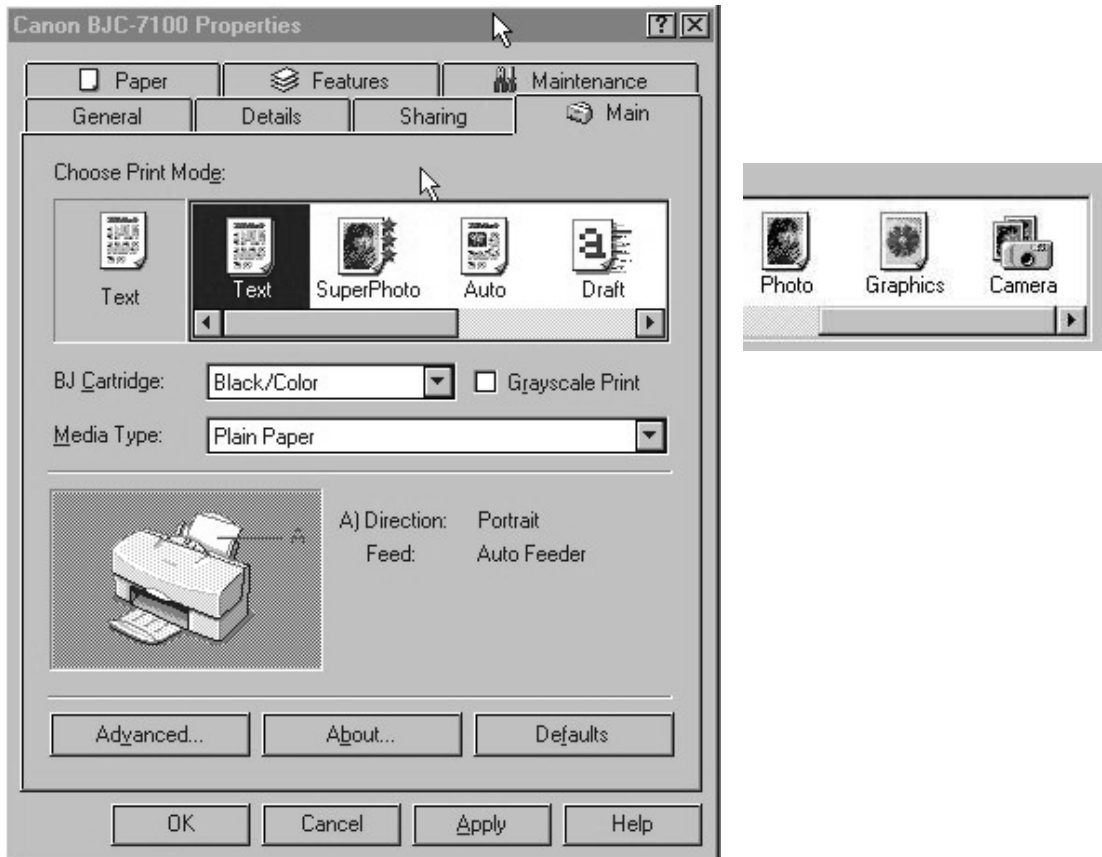 Canon BJC-7100 Properties
Paper Features Maintenance
General Details Sharing Main
Choose Print Mode:
Text
Text SuperPhoto Auto Draft
Photo Graphics Camera
BJ Cartridge: Black/Color Grayscale Print
Media Type: Plain Paper
A
A) Direction: Portrait
Feed: Auto Feeder
Advanced... About... Defaults
OK Cancel Apply Help